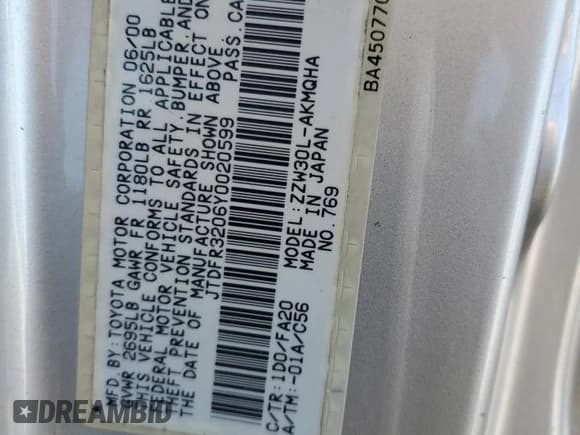 MFD. BY: TOYOTA MOTOR CORPORATION 06/00
GVWR 2695LB GAWR FR 1180LB RR 1625LB
THIS VEHICLE CONFORMS TO ALL APPLICABLE
FEDERAL MOTOR VEHICLE SAFETY, BUMPER, AND
THEFT PREVENTION STANDARDS IN EFFECT ON
THE DATE OF MANUFACTURE SHOWN ABOVE.
JTDFR3206Y0020599 PASS. CA
C/TR: 1D0/FA20 MODEL: ZZW30L-AKMQHA
A/TM: -01A/C56 MADE IN JAPAN
NO. 769
BA450770
DREAMBID